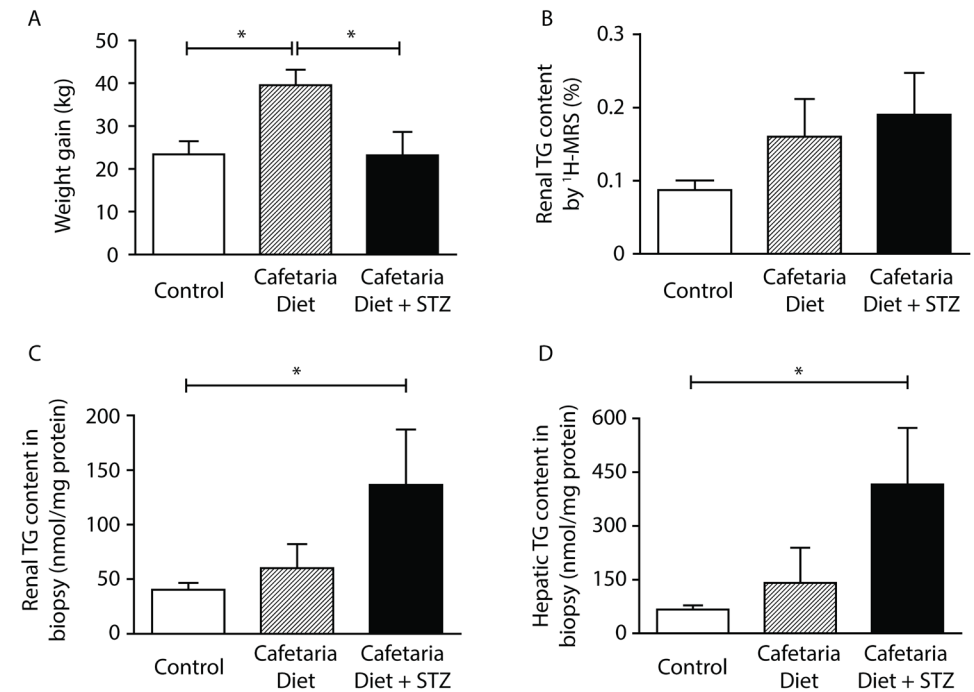 A
Weight gain (kg)
50
40
30
20
10
0
*
*
Control
Cafetaria
Diet
Cafetaria
Diet + STZ
B
Renal TG content
by ¹H-MRS (%)
0.3
0.2
0.1
0
Control
Cafetaria
Diet
Cafetaria
Diet + STZ
C
Renal TG content in
biopsy (nmol/mg protein)
200
150
100
50
0
*
Control
Cafetaria
Diet
Cafetaria
Diet + STZ
D
Hepatic TG content in
biopsy (nmol/mg protein)
600
450
300
150
0
*
Control
Cafetaria
Diet
Cafetaria
Diet + STZ